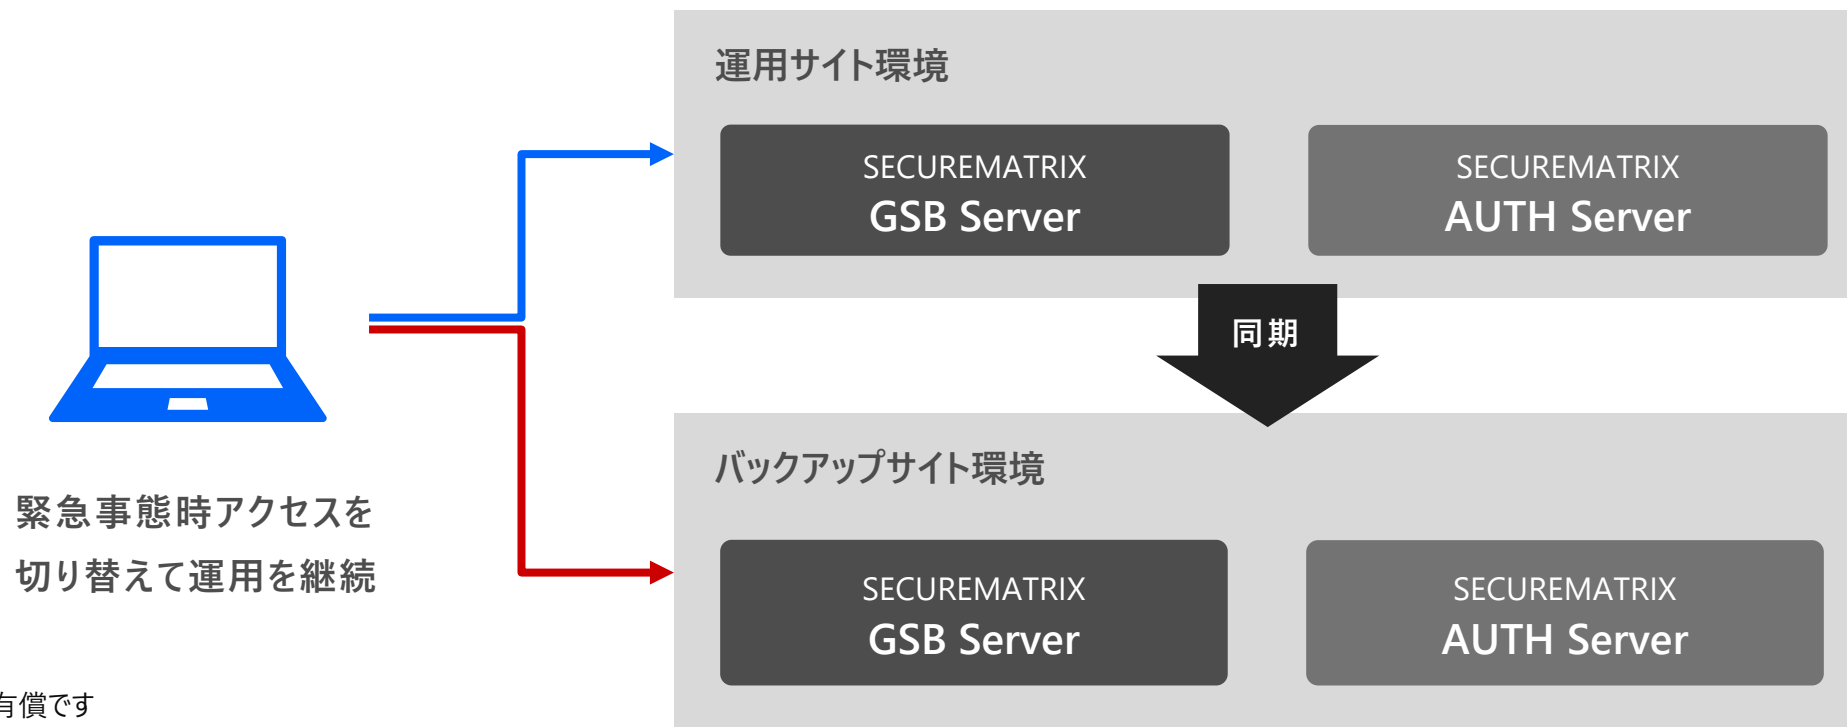 運用サイト環境
SECUREMATRIX
GSB Server
SECUREMATRIX
AUTH Server
同期
緊急事態時アクセスを
切り替えて運用を継続
バックアップサイト環境
SECUREMATRIX
GSB Server
SECUREMATRIX
AUTH Server
有償です